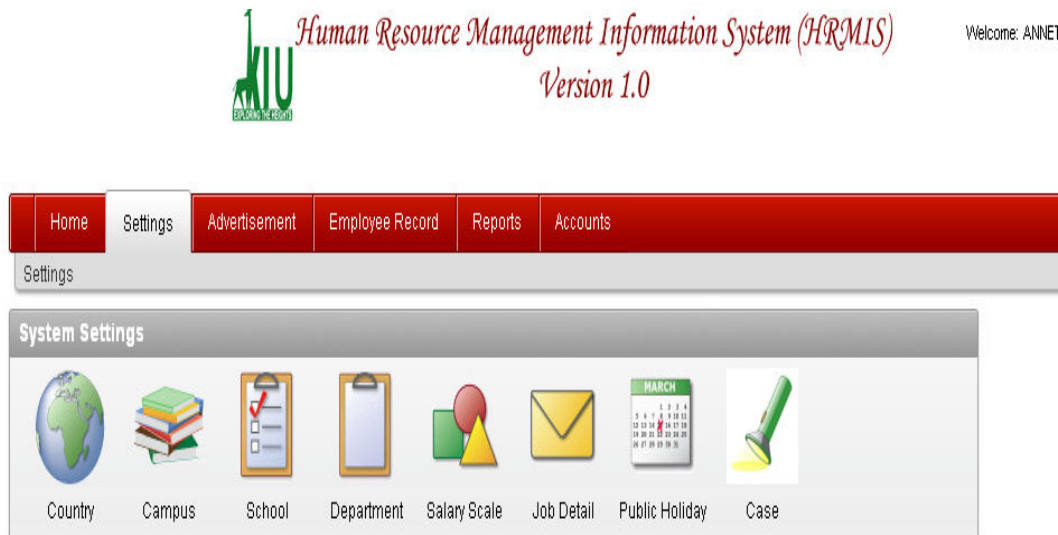 Human Resource Management Information System (HRMIS)
Version 1.0
Welcome: ANNET
KIU
EXPLORING THE HEIGHTS
Home Settings Advertisement Employee Record Reports Accounts
Settings
System Settings
MARCH
Country Campus School Department Salary Scale Job Detail Public Holiday Case